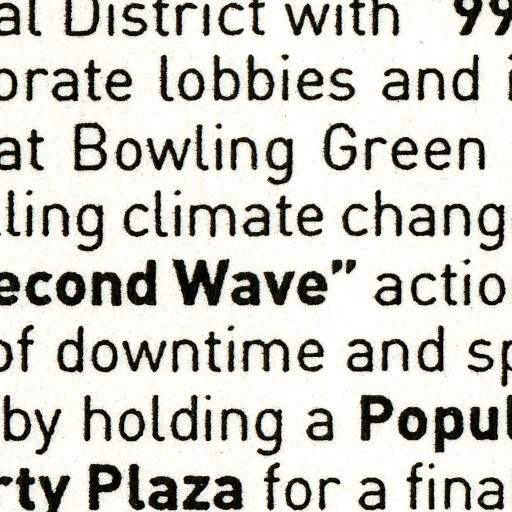 al District with 99
orate lobbies and i
at Bowling Green
lling climate chang
econd Wave” actio
of downtime and sp
by holding a Popul
rty Plaza for a fina